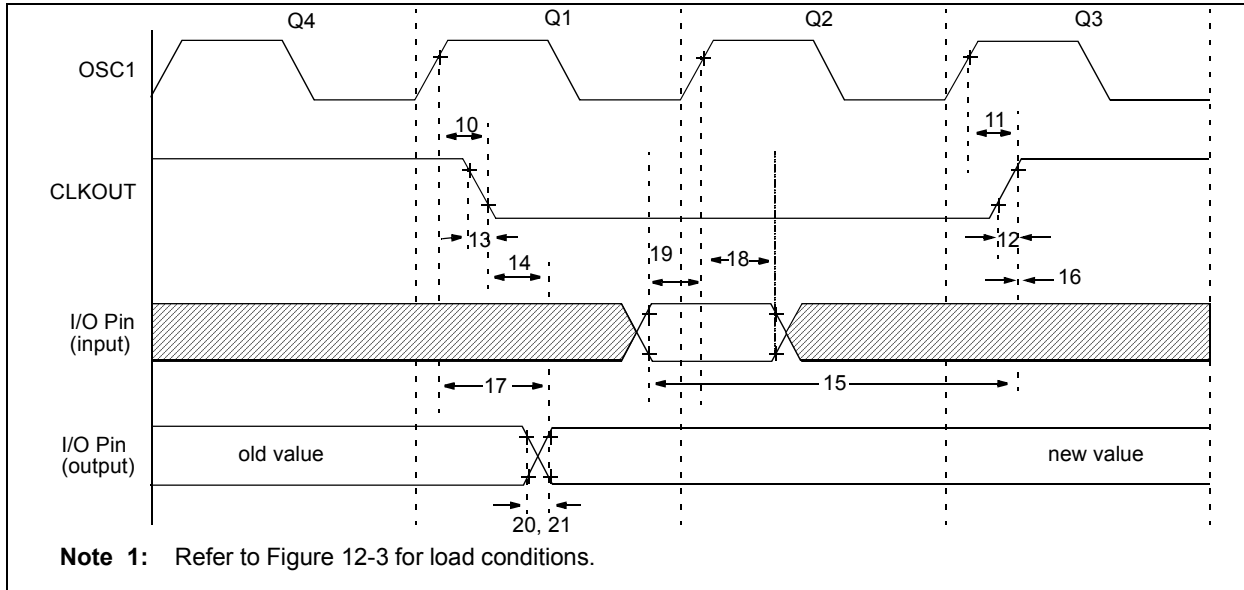 Q4 Q1 Q2 Q3
OSC1
10 11
CLKOUT
13 12
14 19 18 16
I/O Pin
(input)
17 15
I/O Pin
(output)
old value new value
20, 21
Note 1: Refer to Figure 12-3 for load conditions.